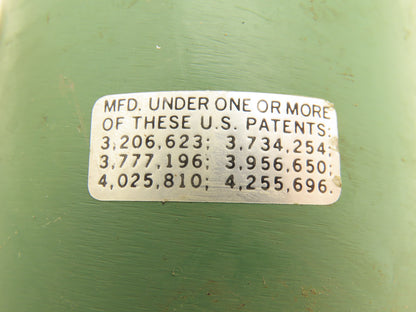 MFD. UNDER ONE OR MORE
OF THESE U.S. PATENTS:
3,206,623; 3,734,254;
3,777,196; 3,956,650;
4,025,810; 4,255,696.